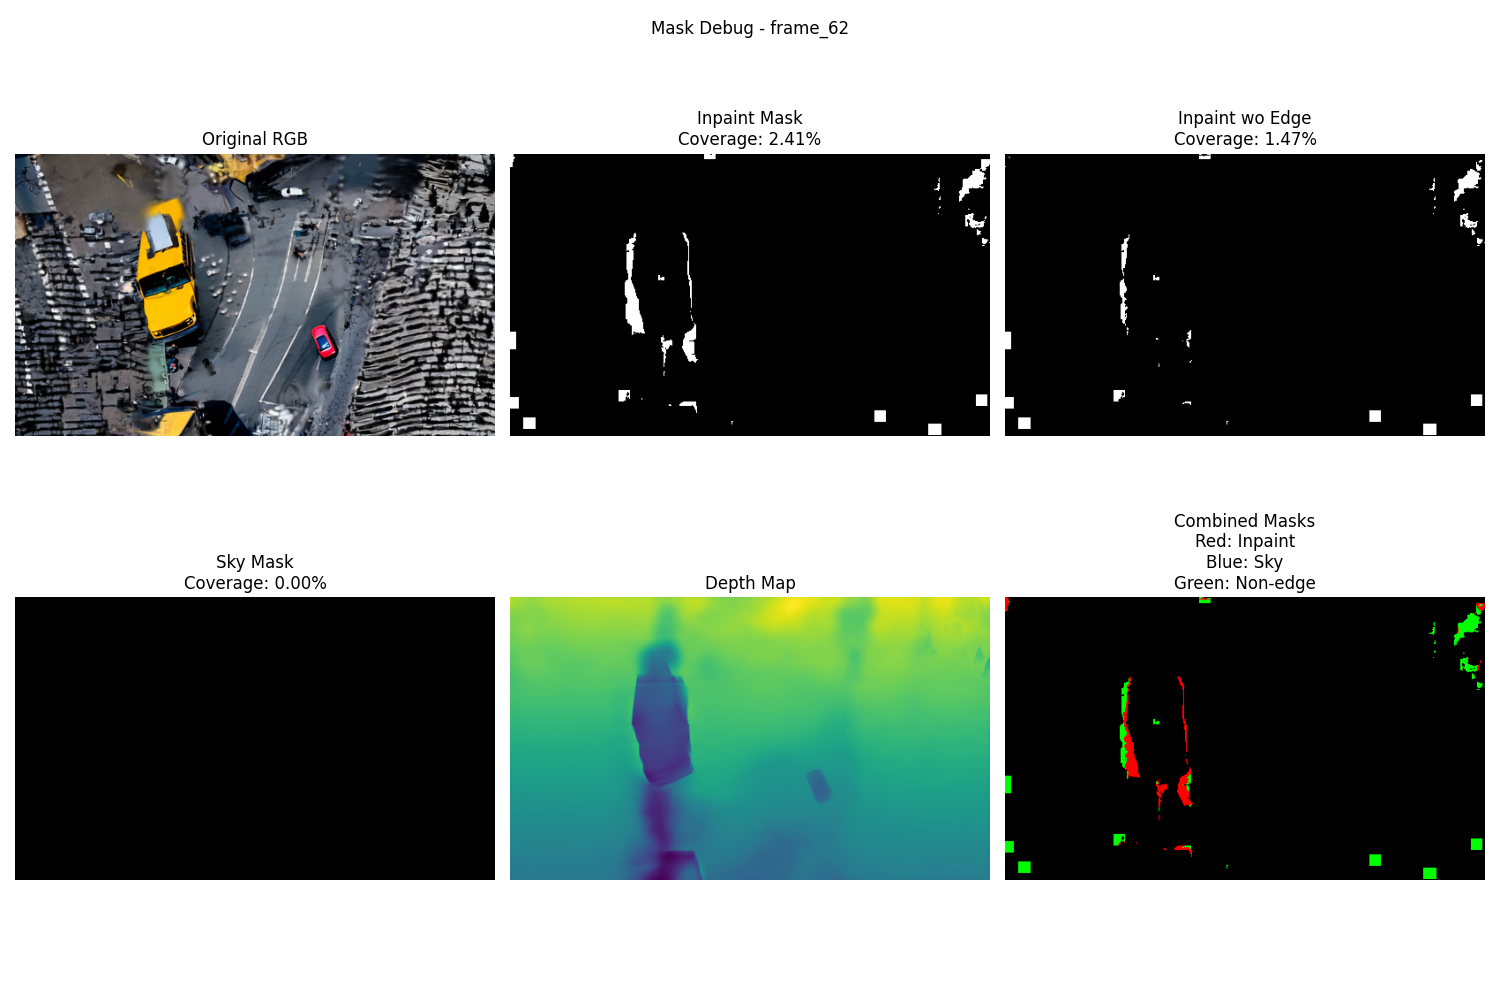 Mask Debug - frame_62
Original RGB
Inpaint Mask
Coverage: 2.41%
Inpaint wo Edge
Coverage: 1.47%
Sky Mask
Coverage: 0.00%
Depth Map
Combined Masks
Red: Inpaint
Blue: Sky
Green: Non-edge